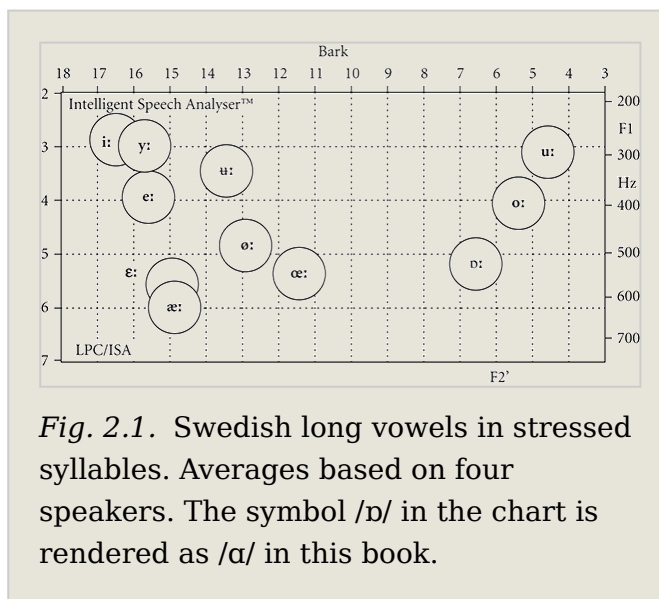 Bark
18 17 16 15 14 13 12 11 10 9 8 7 6 5 4 3
2 Intelligent Speech Analyser™ 200
F1
i: y: 3 ʉ: u: 300
Hz
e: 4 o: 400
ø: 5 œ: ɒ: 500
ɛ:
æ: 6 600
700
LPC/ISA
7
F2’
Fig. 2.1. Swedish long vowels in stressed
syllables. Averages based on four
speakers. The symbol /ɒ/ in the chart is
rendered as /ɑ/ in this book.